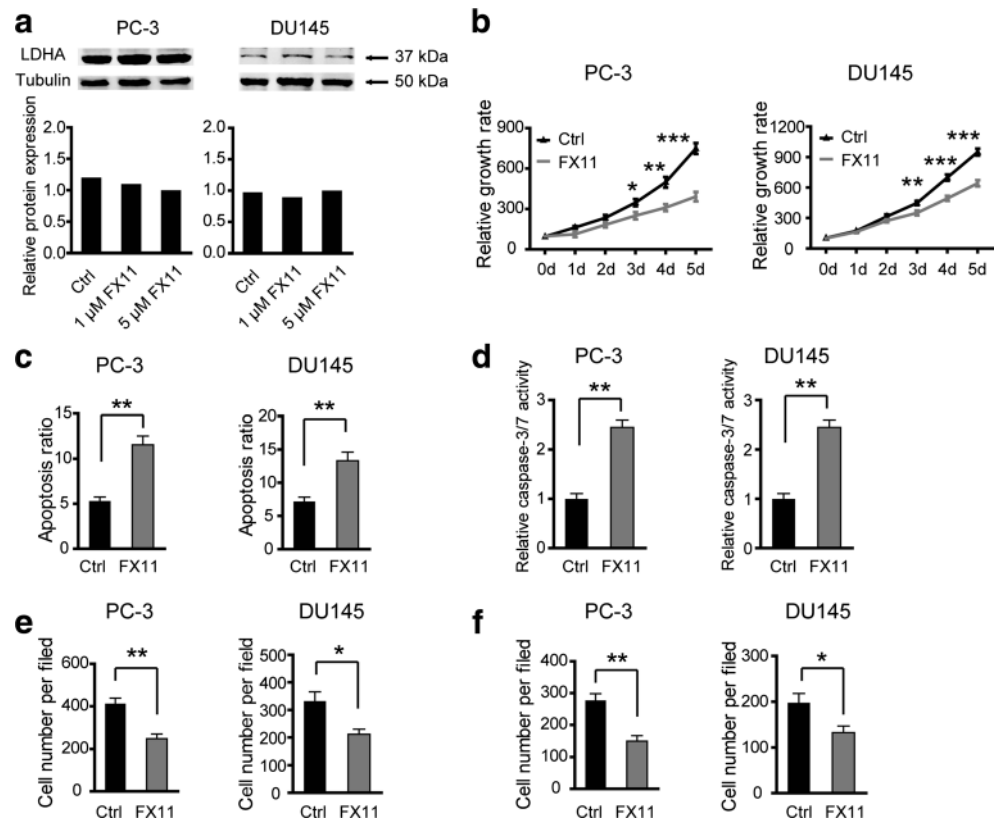 a
PC-3
DU145
LDHA
37 kDa
Tubulin
50 kDa
Relative protein expression
2.0
1.5
1.0
0.5
0
Ctrl
1 µM FX11
5 µM FX11
2.0
1.5
1.0
0.5
0
Ctrl
1 µM FX11
5 µM FX11
b
PC-3
Relative growth rate
900
600
300
0
Ctrl
FX11
*
**
***
0d 1d 2d 3d 4d 5d
DU145
Relative growth rate
1200
900
600
300
0
Ctrl
FX11
**
***
***
0d 1d 2d 3d 4d 5d
c
PC-3
Apoptosis ratio
15
10
5
0
**
Ctrl FX11
DU145
Apoptosis ratio
20
15
10
5
0
**
Ctrl FX11
d
PC-3
Relative caspase-3/7 activity
3
2
1
0
**
Ctrl FX11
DU145
Relative caspase-3/7 activity
3
2
1
0
**
Ctrl FX11
e
PC-3
Cell number per filed
600
400
200
0
**
Ctrl FX11
DU145
Cell number per field
500
400
300
200
100
0
*
Ctrl FX11
f
PC-3
Cell number per filed
400
300
200
100
0
**
Ctrl FX11
DU145
Cell number per filed
300
200
100
0
*
Ctrl FX11